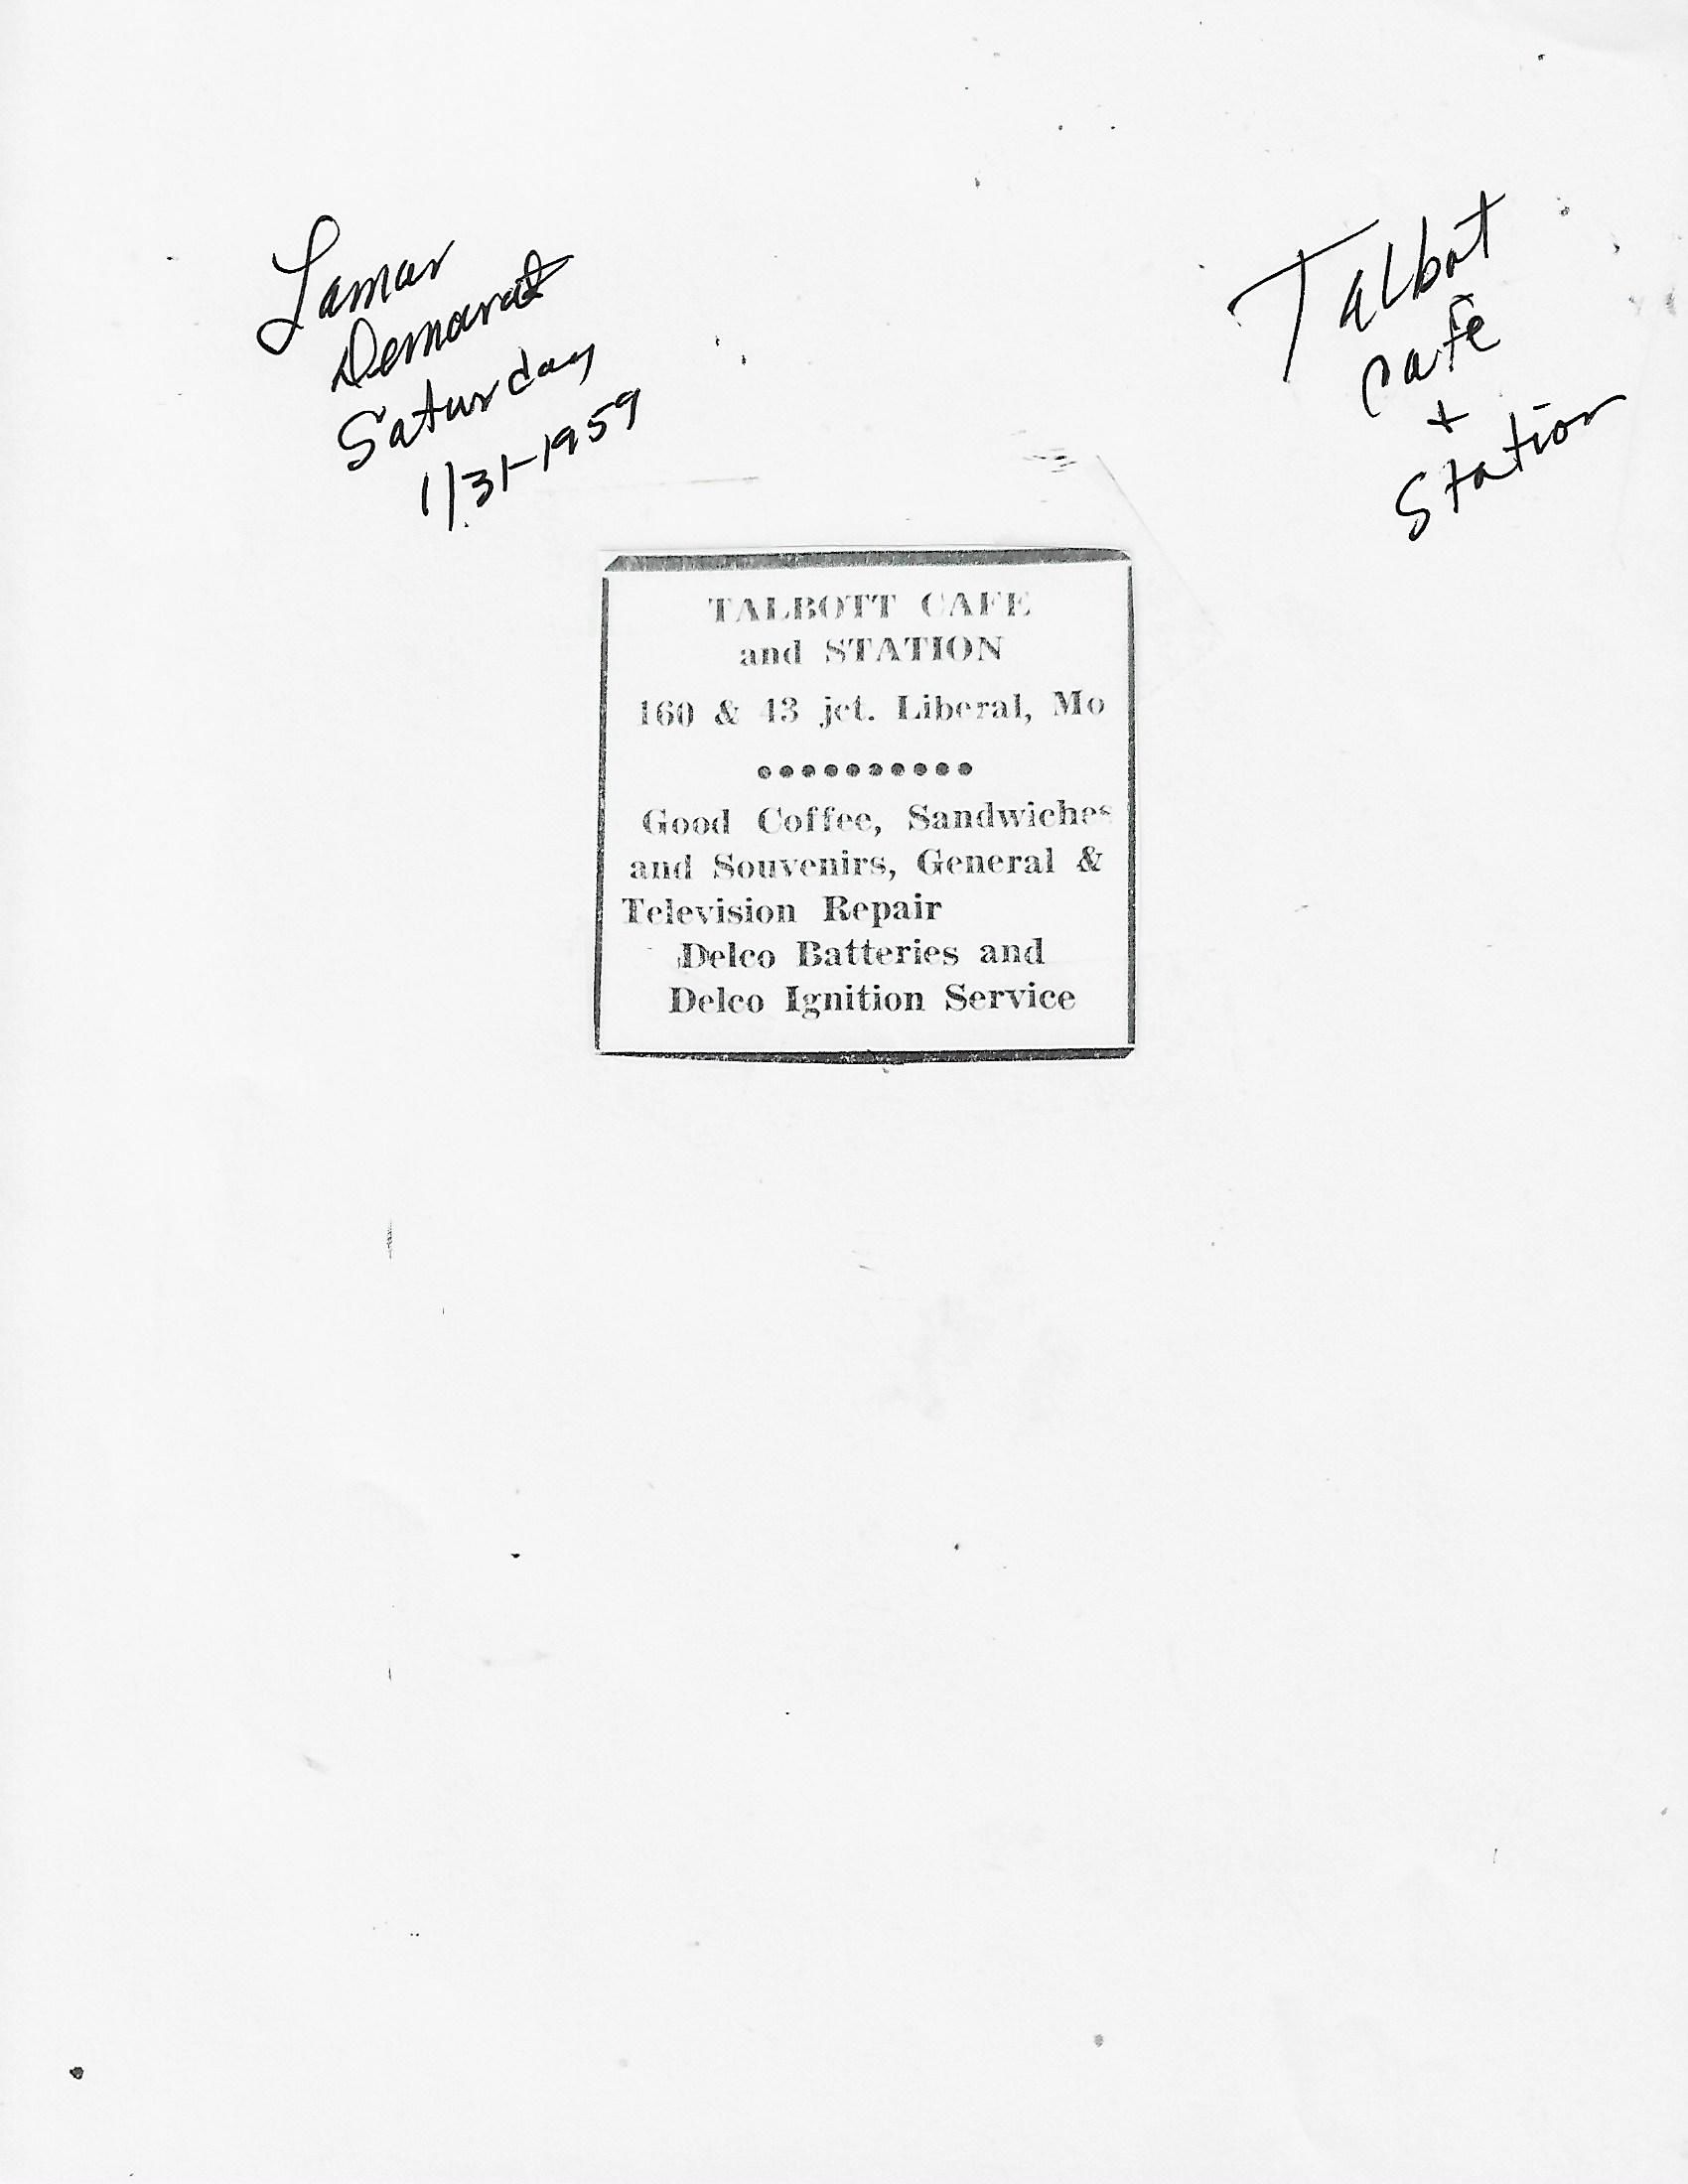 Lamar
Democrat
Saturday
1/31-1959
Talbot
Cafe
+
Station
TALBOTT CAFE
and STATION
160 & 43 jct. Liberal, Mo
Good Coffee, Sandwiches
and Souvenirs, General &
Television Repair
Delco Batteries and
Delco Ignition Service